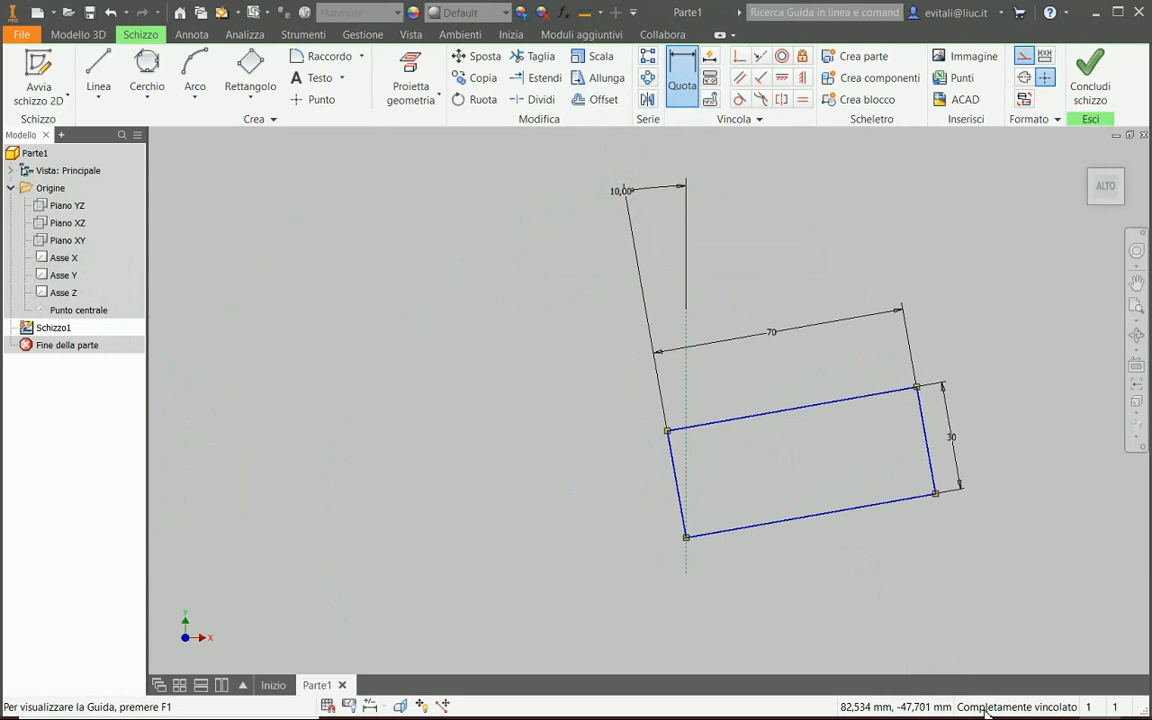 PRO
Materiale
Default
Parte1
Ricerca Guida in linea e comand
evitali@liuc.it
File
Modello 3D
Schizzo
Annota
Analizza
Strumenti
Gestione
Vista
Ambienti
Inizia
Moduli aggiuntivi
Collabora
Avvia
schizzo 2D
Linea
Cerchio
Arco
Rettangolo
Raccordo
Testo
Punto
Proietta
geometria
Sposta
Copia
Ruota
Taglia
Estendi
Dividi
Scala
Allunga
Offset
Quota
Crea parte
Crea componenti
Crea blocco
Immagine
Punti
ACAD
Concludi
schizzo
Schizzo
Crea
Modifica
Serie
Vincola
Scheletro
Inserisci
Formato
Esci
Modello
Parte1
Vista: Principale
Origine
Piano YZ
Piano XZ
Piano XY
Asse X
Asse Y
Asse Z
Punto centrale
Schizzo1
Fine della parte
ALTO
10,00°
70
30
Y
X
Inizio
Parte1
Per visualizzare la Guida, premere F1
82,534 mm, -47,701 mm
Completamente vincolato
1
1